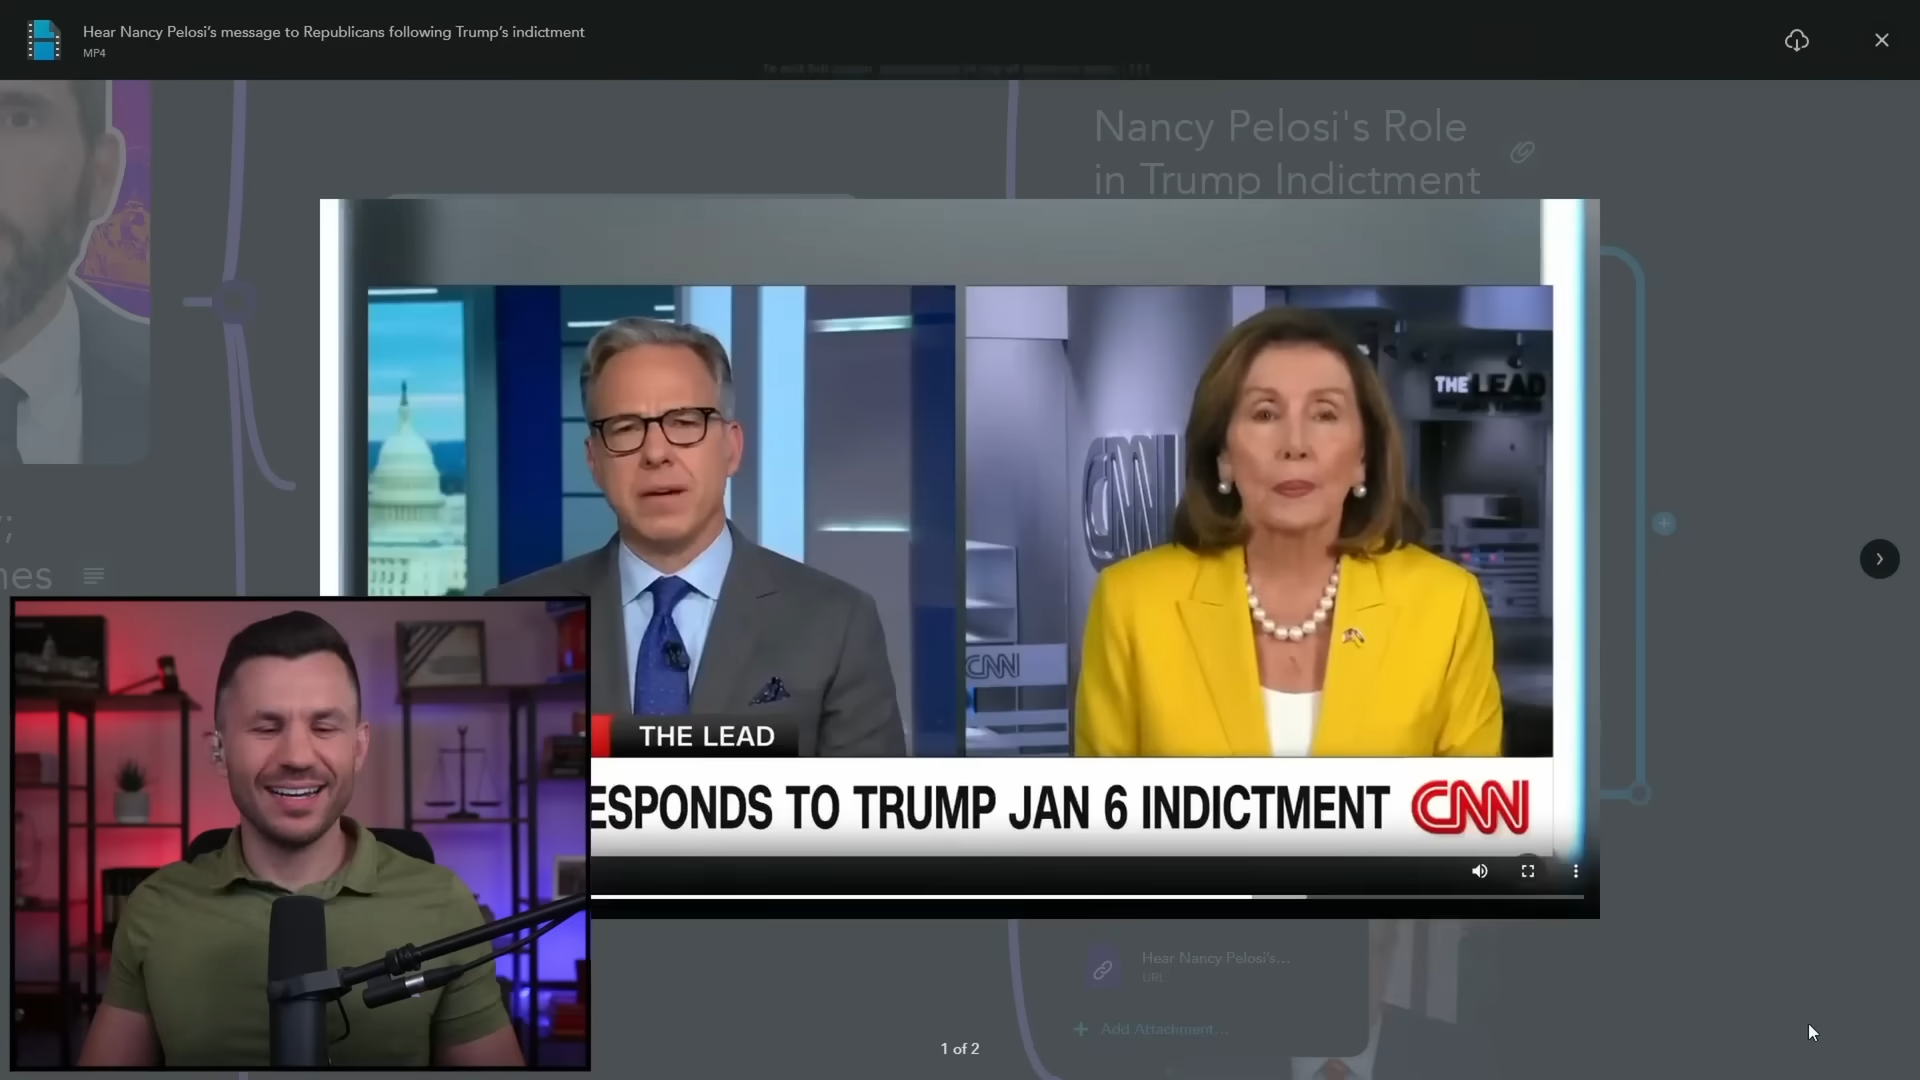 Hear Nancy Pelosi’s message to Republicans following Trump’s indictment
MP4
Nancy Pelosi's Role
in Trump Indictment
THE LEAD
CNN
CNN
nes
THE LEAD
ESPONDS TO TRUMP JAN 6 INDICTMENT
CNN
Hear Nancy Pelosi's...
URL
+ Add Attachment...
1 of 2